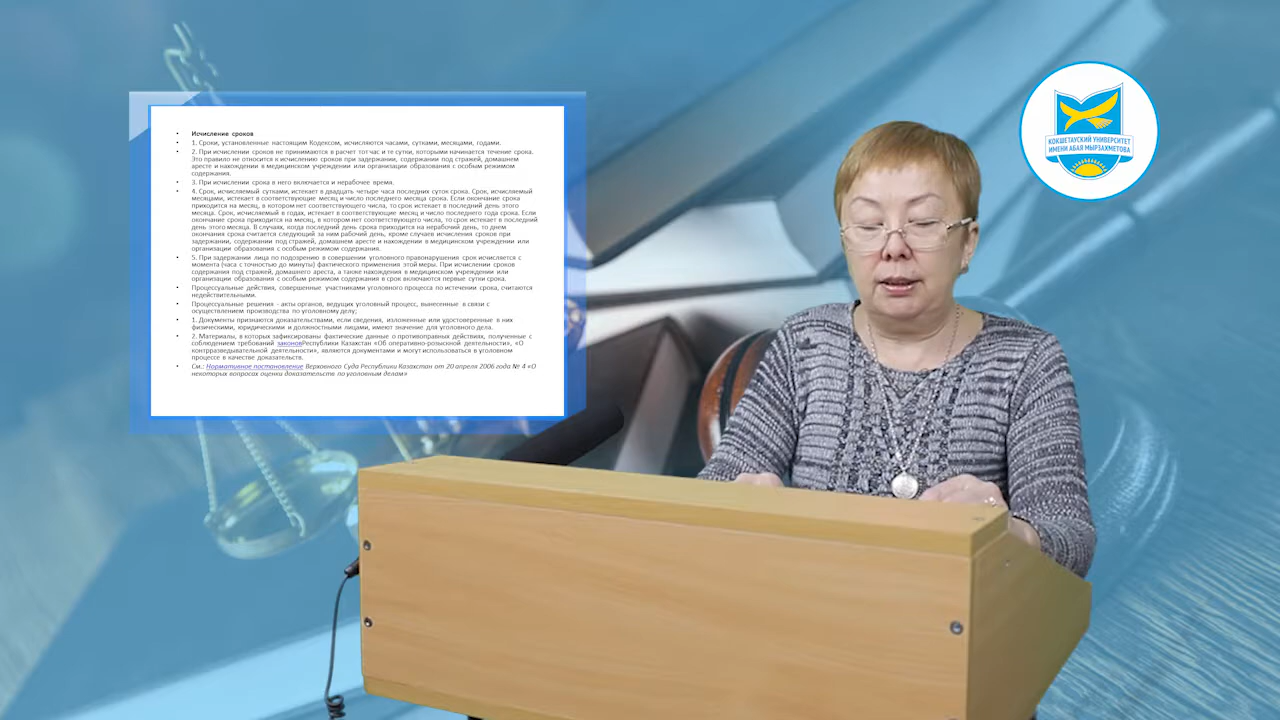 • Исчисление сроков
• 1. Сроки, установленные настоящим Кодексом, исчисляются часами, сутками, месяцами, годами.
• 2. При исчислении сроков не принимаются в расчет тот час и те сутки, которыми начинается течение срока.
Это правило не относится к исчислению сроков при задержании, содержании под стражей, домашнем
аресте и нахождении в медицинском учреждении или организации образования с особым режимом
содержания.
• 3. При исчислении срока в него включается и нерабочее время.
• 4. Срок, исчисляемый сутками, истекает в двадцать четыре часа последних суток срока. Срок, исчисляемый
месяцами, истекает в соответствующие месяц и число последнего месяца срока. Если окончание срока
приходится на месяц, в котором нет соответствующего числа, то срок истекает в последний день этого
месяца. Срок, исчисляемый в годах, истекает в соответствующие месяц и число последнего года срока. Если
окончание срока приходится на месяц, в котором нет соответствующего числа, то срок истекает в последний
день этого месяца. В случаях, когда последний день срока приходится на нерабочий день, то днем
окончания срока считается следующий за ним рабочий день, кроме случаев исчисления сроков при
задержании, содержании под стражей, домашнем аресте и нахождении в медицинском учреждении или
организации образования с особым режимом содержания.
• 5. При задержании лица по подозрению в совершении уголовного правонарушения срок исчисляется с
момента (часа с точностью до минуты) фактического применения этой меры. При исчислении сроков
содержания под стражей, домашнего ареста, а также нахождения в медицинском учреждении или
организации образования с особым режимом содержания в срок включаются первые сутки срока.
• Процессуальные действия, совершенные участниками уголовного процесса по истечении срока, считаются
недействительными.
• Процессуальные решения - акты органов, ведущих уголовный процесс, вынесенные в связи с
осуществлением производства по уголовному делу;
• 1. Документы признаются доказательствами, если сведения, изложенные или удостоверенные в них
физическими, юридическими и должностными лицами, имеют значение для уголовного дела.
• 2. Материалы, в которых зафиксированы фактические данные о противоправных действиях, полученные с
соблюдением требований законовРеспублики Казахстан «Об оперативно-розыскной деятельности», «О
контрразведывательной деятельности», являются документами и могут использоваться в уголовном
процессе в качестве доказательств.
• См.: Нормативное постановление Верховного Суда Республики Казахстан от 20 апреля 2006 года № 4 «О
некоторых вопросах оценки доказательств по уголовным делам»
КОКШЕТАУСКИЙ УНИВЕРСИТЕТ
ИМЕНИ АБАЯ МЫРЗАХМЕТОВА